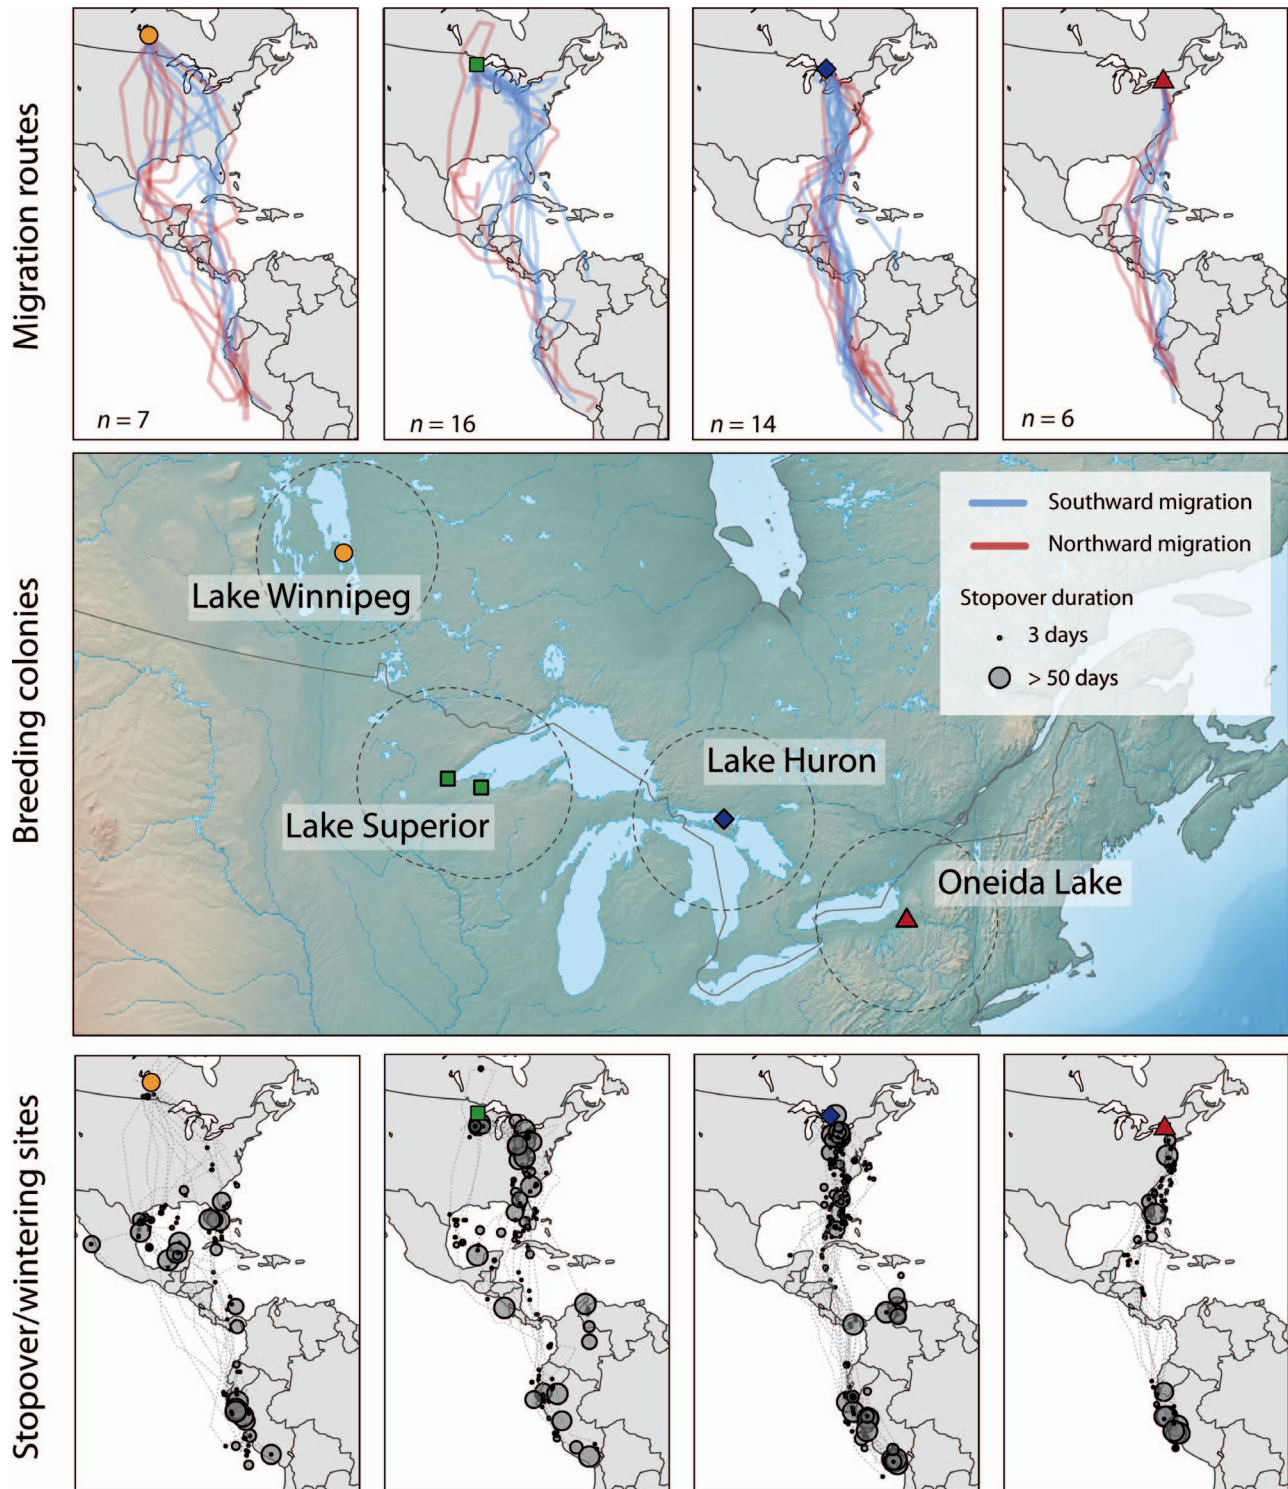 Migration routes
n = 7
n = 16
n = 14
n = 6
Breeding colonies
Lake Winnipeg
Lake Superior
Lake Huron
Oneida Lake
Southward migration
Northward migration
Stopover duration
3 days
> 50 days
Stopover/wintering sites